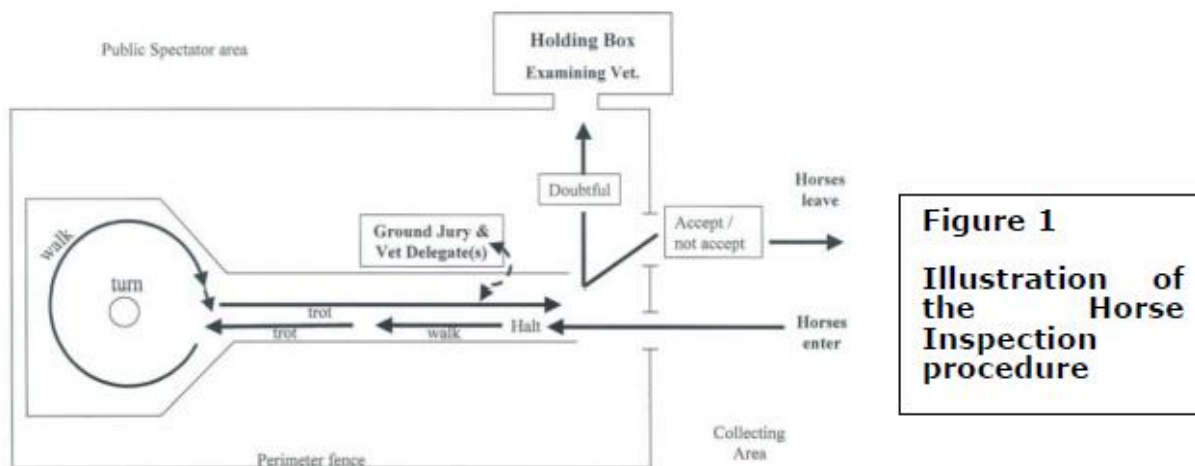 Public Spectator area
Holding Box
Examining Vet.
Doubtful
Horses
leave
Accept /
not accept
Ground Jury &
Vet Delegate(s)
walk
turn
trot
trot
walk
Halt
Horses
enter
Collecting
Area
Perimeter fence
Figure 1
Illustration of
the Horse
Inspection
procedure